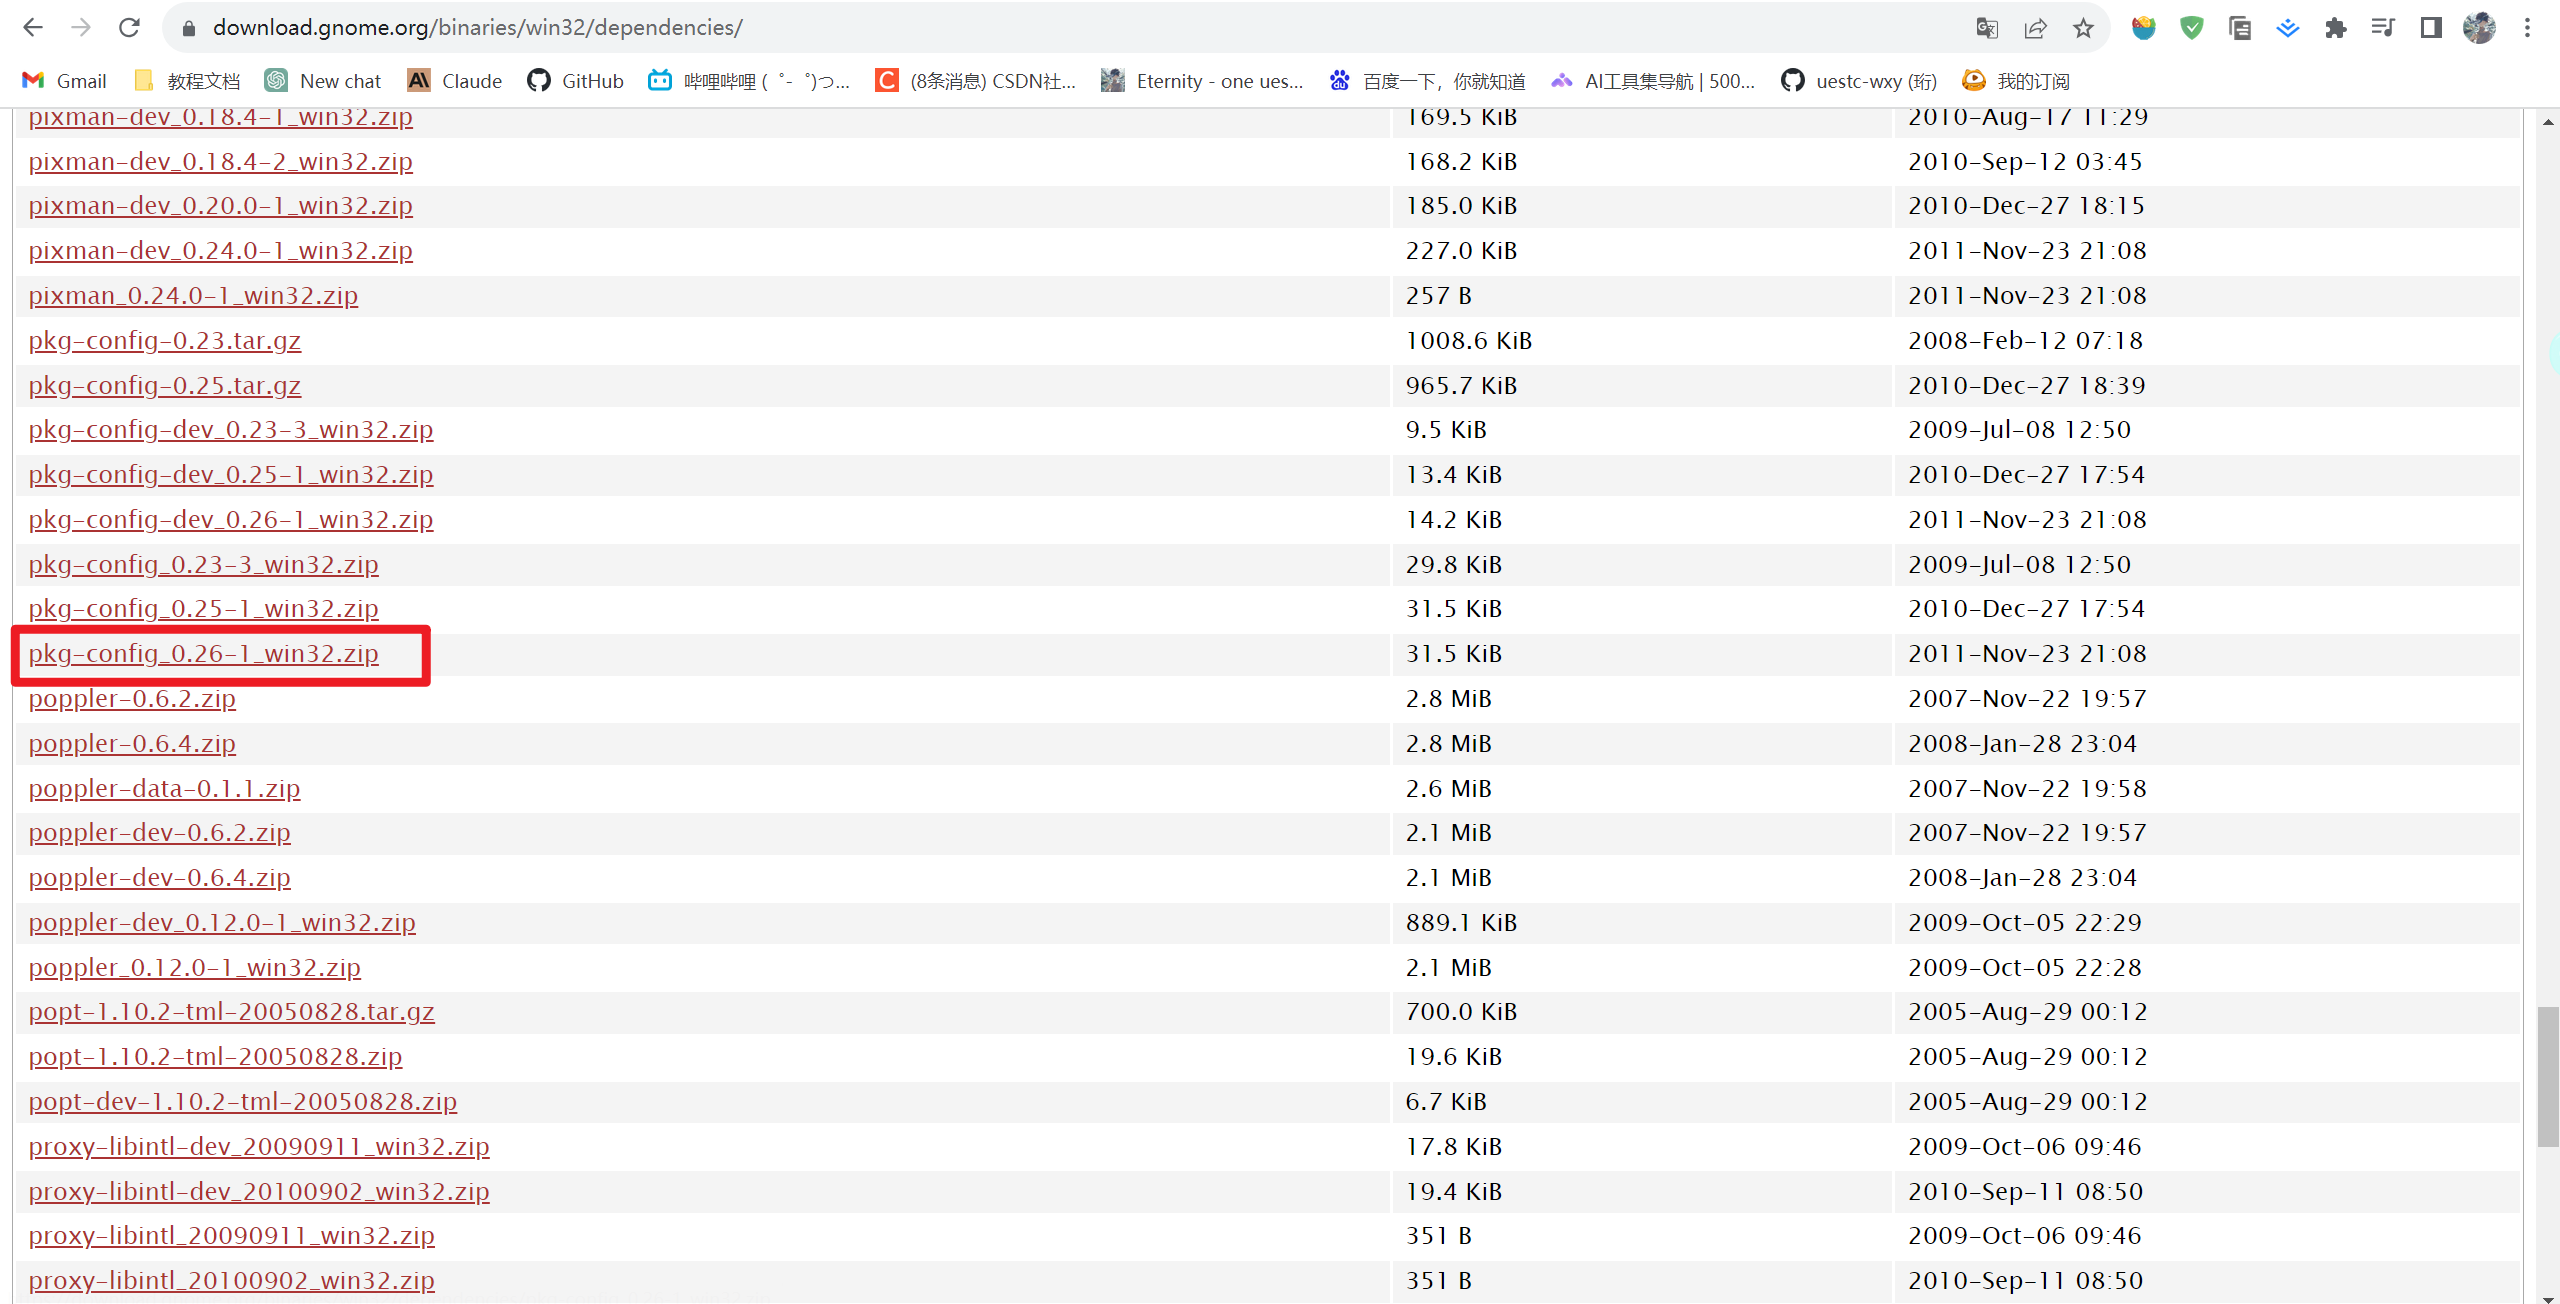 download.gnome.org/binaries/win32/dependencies/
Gmail 教程文档 New chat Claude GitHub 哔哩哔哩 (゜-゜)つ... (8条消息) CSDN社... Eternity - one ues... 百度一下，你就知道 AI工具集导航 | 500... uestc-wxy (珩) 我的订阅
pixman-dev_0.18.4-1_win32.zip 169.5 KiB 2010-Aug-17 11:29
pixman-dev_0.18.4-2_win32.zip 168.2 KiB 2010-Sep-12 03:45
pixman-dev_0.20.0-1_win32.zip 185.0 KiB 2010-Dec-27 18:15
pixman-dev_0.24.0-1_win32.zip 227.0 KiB 2011-Nov-23 21:08
pixman_0.24.0-1_win32.zip 257 B 2011-Nov-23 21:08
pkg-config-0.23.tar.gz 1008.6 KiB 2008-Feb-12 07:18
pkg-config-0.25.tar.gz 965.7 KiB 2010-Dec-27 18:39
pkg-config-dev_0.23-3_win32.zip 9.5 KiB 2009-Jul-08 12:50
pkg-config-dev_0.25-1_win32.zip 13.4 KiB 2010-Dec-27 17:54
pkg-config-dev_0.26-1_win32.zip 14.2 KiB 2011-Nov-23 21:08
pkg-config_0.23-3_win32.zip 29.8 KiB 2009-Jul-08 12:50
pkg-config_0.25-1_win32.zip 31.5 KiB 2010-Dec-27 17:54
pkg-config_0.26-1_win32.zip 31.5 KiB 2011-Nov-23 21:08
poppler-0.6.2.zip 2.8 MiB 2007-Nov-22 19:57
poppler-0.6.4.zip 2.8 MiB 2008-Jan-28 23:04
poppler-data-0.1.1.zip 2.6 MiB 2007-Nov-22 19:58
poppler-dev-0.6.2.zip 2.1 MiB 2007-Nov-22 19:57
poppler-dev-0.6.4.zip 2.1 MiB 2008-Jan-28 23:04
poppler-dev_0.12.0-1_win32.zip 889.1 KiB 2009-Oct-05 22:29
poppler_0.12.0-1_win32.zip 2.1 MiB 2009-Oct-05 22:28
popt-1.10.2-tml-20050828.tar.gz 700.0 KiB 2005-Aug-29 00:12
popt-1.10.2-tml-20050828.zip 19.6 KiB 2005-Aug-29 00:12
popt-dev-1.10.2-tml-20050828.zip 6.7 KiB 2005-Aug-29 00:12
proxy-libintl-dev_20090911_win32.zip 17.8 KiB 2009-Oct-06 09:46
proxy-libintl-dev_20100902_win32.zip 19.4 KiB 2010-Sep-11 08:50
proxy-libintl_20090911_win32.zip 351 B 2009-Oct-06 09:46
proxy-libintl_20100902_win32.zip 351 B 2010-Sep-11 08:50